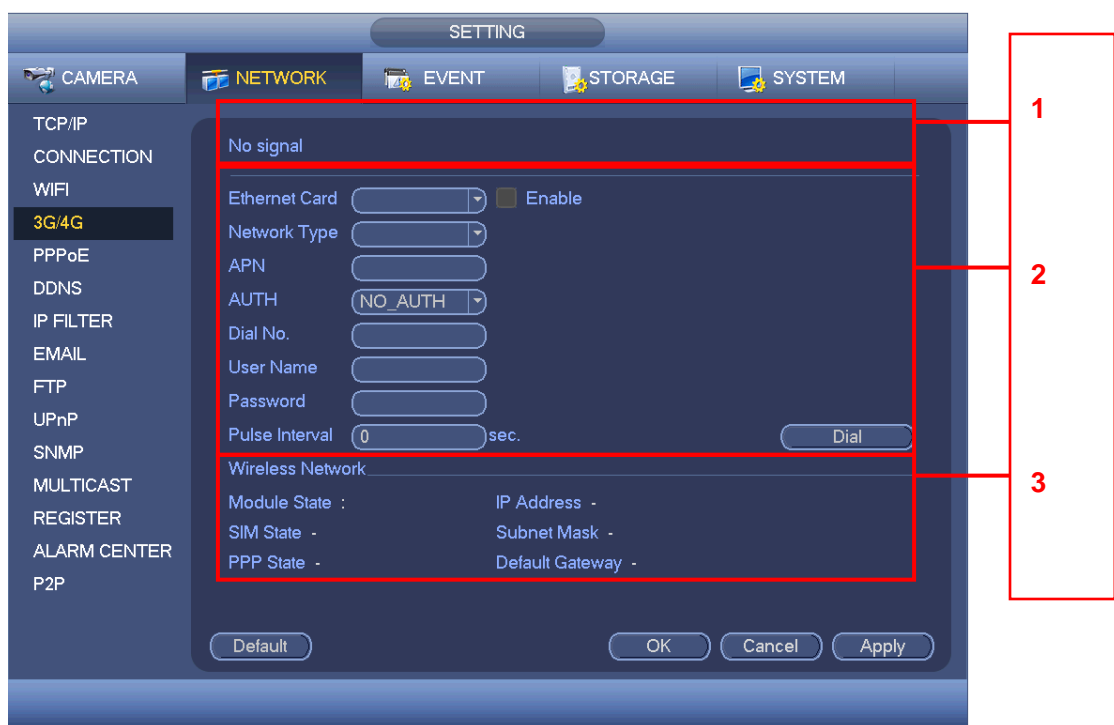 SETTING
CAMERA NETWORK EVENT STORAGE SYSTEM
TCP/IP
CONNECTION
WIFI
3G/4G
PPPoE
DDNS
IP FILTER
EMAIL
FTP
UPnP
SNMP
MULTICAST
REGISTER
ALARM CENTER
P2P
No signal
Ethernet Card Enable
Network Type
APN
AUTH NO_AUTH
Dial No.
User Name
Password
Pulse Interval 0 sec. Dial
Wireless Network
Module State : IP Address -
SIM State - Subnet Mask -
PPP State - Default Gateway -
Default OK Cancel Apply
1
2
3